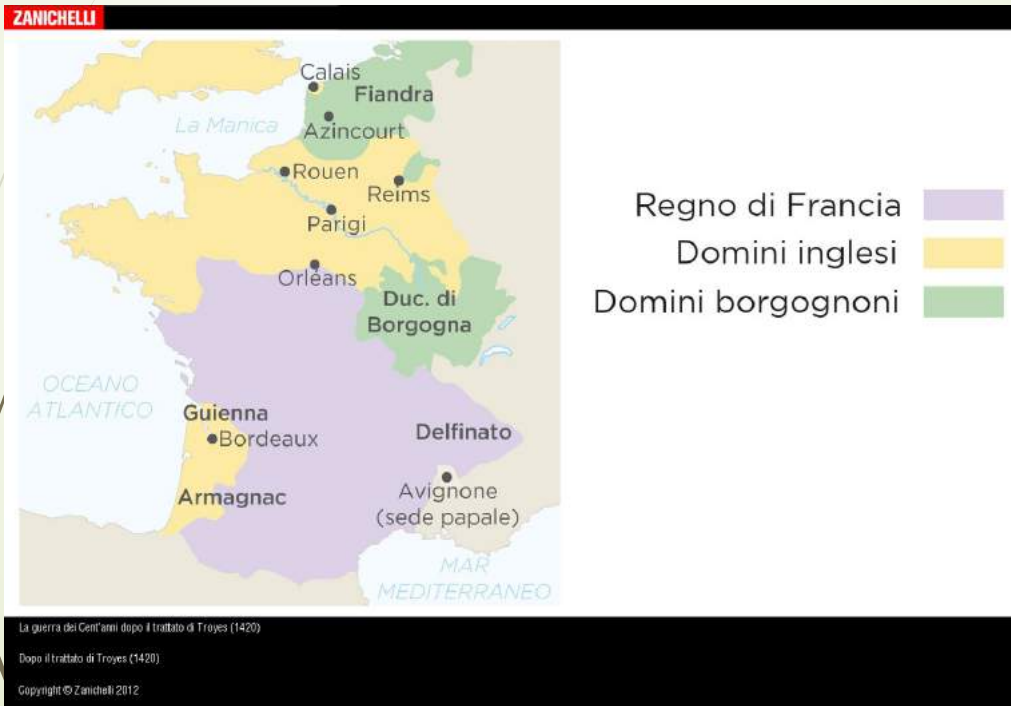 ZANICHELLI
Calais
Fiandra
La Manica
Azincourt
Rouen
Reims
Parigi
Orléans
Duc. di
Borgogna
OCEANO
ATLANTICO
Guienna
Bordeaux
Delfinato
Armagnac
Avignone
(sede papale)
MAR
MEDITERRANEO
Regno di Francia
Domini inglesi
Domini borgognoni
La guerra dei Cent'anni dopo il trattato di Troyes (1420)
Dopo il trattato di Troyes (1420)
Copyright © Zanichelli 2012